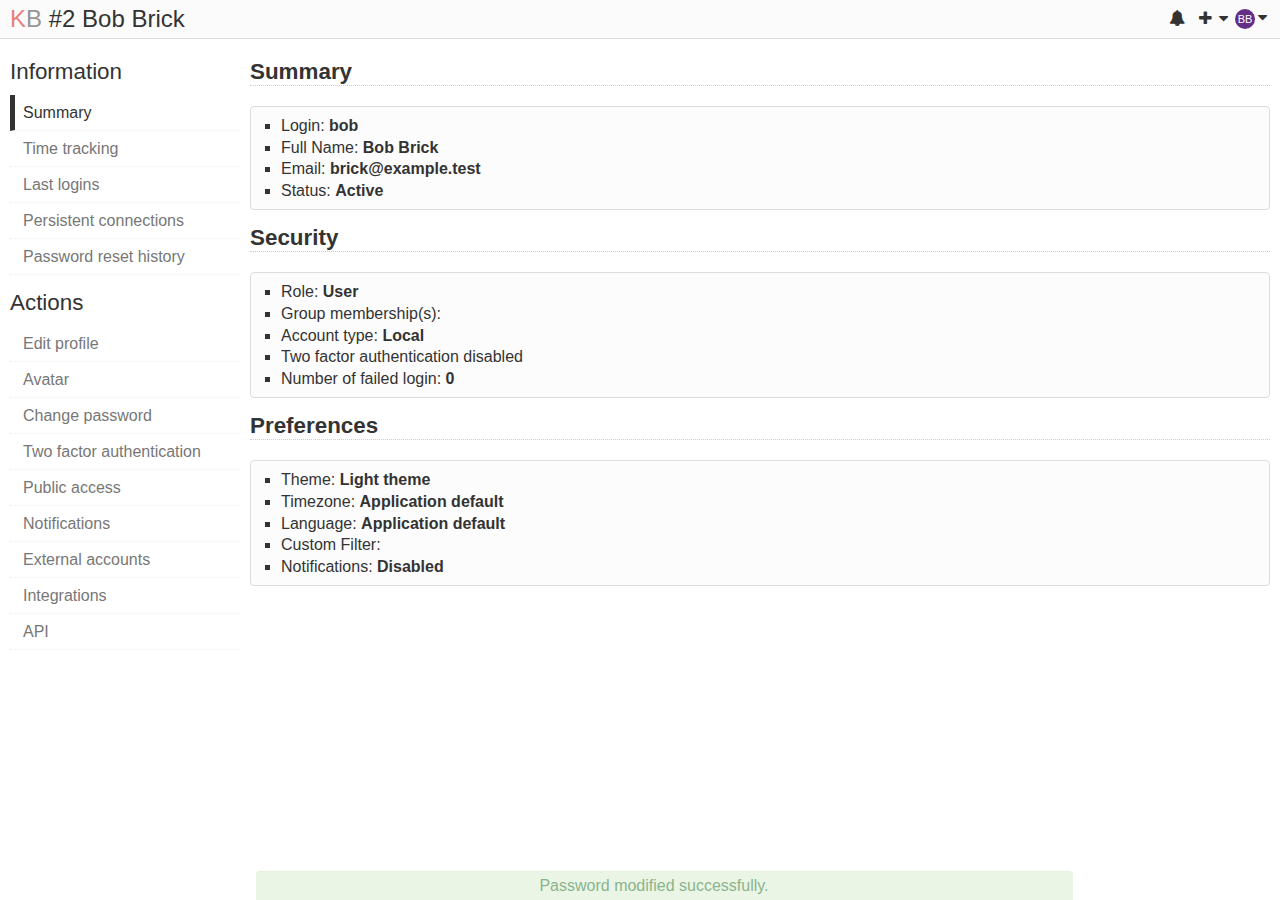 KB #2 Bob Brick
BB
Information
Summary
Time tracking
Last logins
Persistent connections
Password reset history
Actions
Edit profile
Avatar
Change password
Two factor authentication
Public access
Notifications
External accounts
Integrations
API
Summary
Login: bob
Full Name: Bob Brick
Email: brick@example.test
Status: Active
Security
Role: User
Group membership(s):
Account type: Local
Two factor authentication disabled
Number of failed login: 0
Preferences
Theme: Light theme
Timezone: Application default
Language: Application default
Custom Filter:
Notifications: Disabled
Password modified successfully.